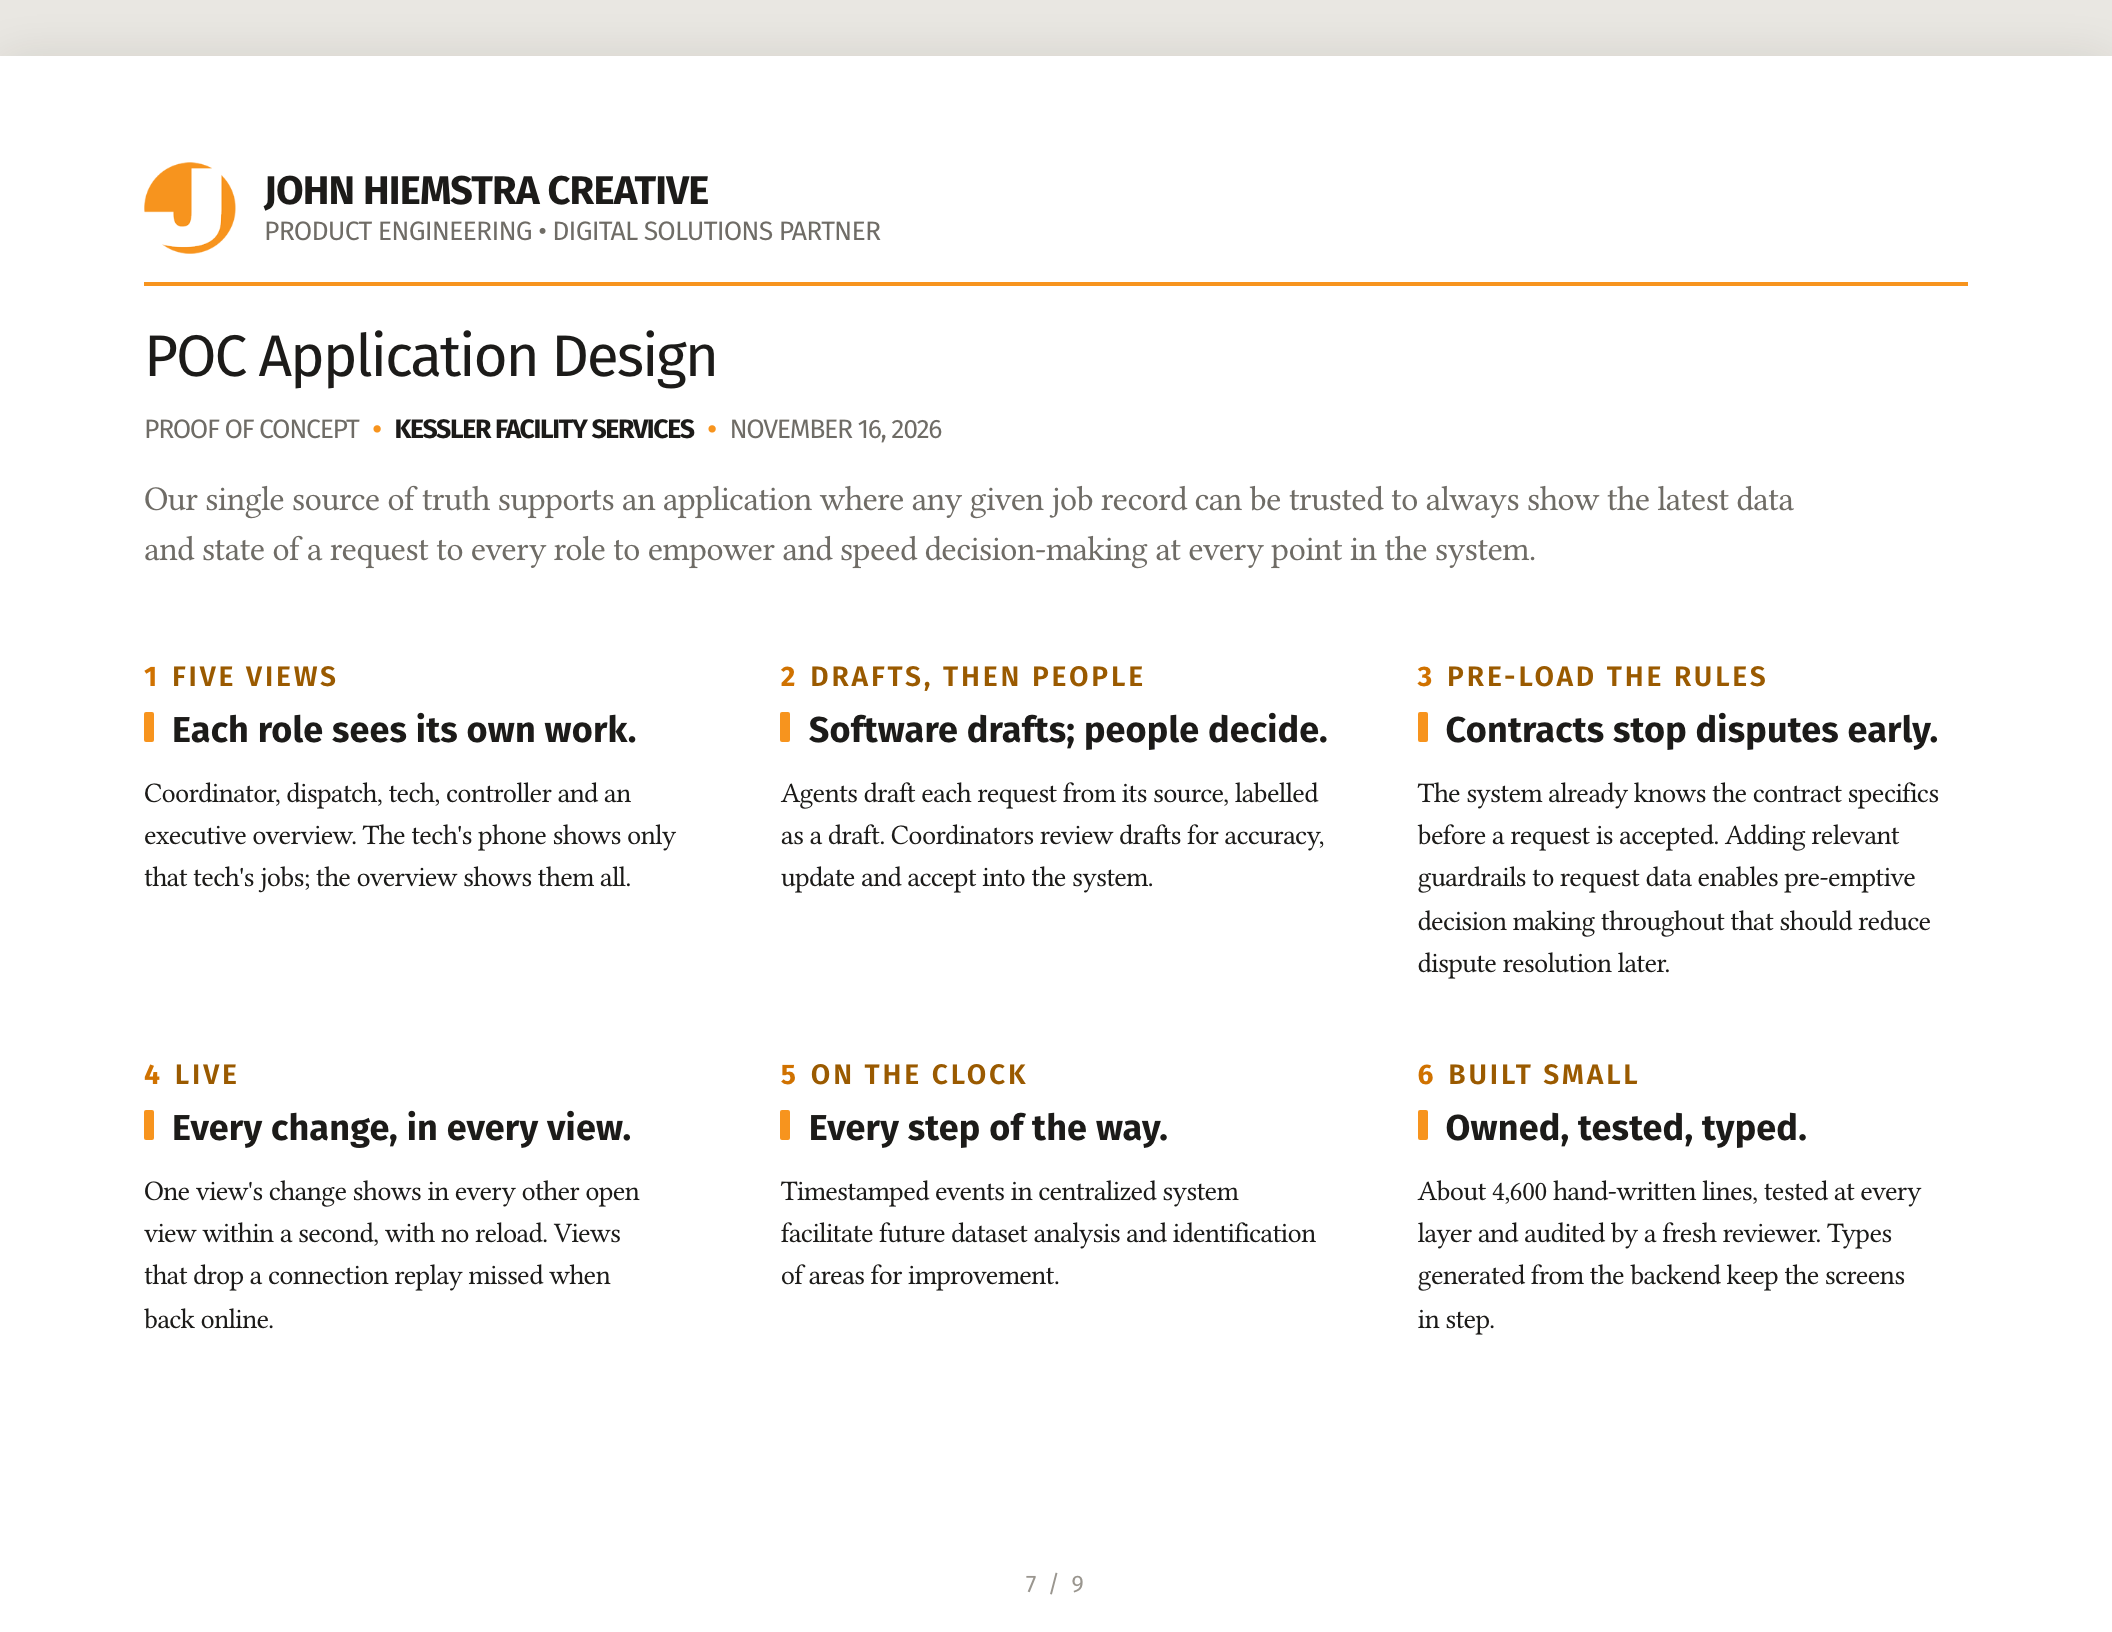 JOHN HIEMSTRA CREATIVE
PRODUCT ENGINEERING • DIGITAL SOLUTIONS PARTNER
POC Application Design
PROOF OF CONCEPT • KESSLER FACILITY SERVICES • NOVEMBER 16, 2026
Our single source of truth supports an application where any given job record can be trusted to always show the latest data
and state of a request to every role to empower and speed decision-making at every point in the system.
1 FIVE VIEWS
Each role sees its own work.
Coordinator, dispatch, tech, controller and an
executive overview. The tech's phone shows only
that tech's jobs; the overview shows them all.
2 DRAFTS, THEN PEOPLE
Software drafts; people decide.
Agents draft each request from its source, labelled
as a draft. Coordinators review drafts for accuracy,
update and accept into the system.
3 PRE-LOAD THE RULES
Contracts stop disputes early.
The system already knows the contract specifics
before a request is accepted. Adding relevant
guardrails to request data enables pre-emptive
decision making throughout that should reduce
dispute resolution later.
4 LIVE
Every change, in every view.
One view's change shows in every other open
view within a second, with no reload. Views
that drop a connection replay missed when
back online.
5 ON THE CLOCK
Every step of the way.
Timestamped events in centralized system
facilitate future dataset analysis and identification
of areas for improvement.
6 BUILT SMALL
Owned, tested, typed.
About 4,600 hand-written lines, tested at every
layer and audited by a fresh reviewer. Types
generated from the backend keep the screens
in step.
7 / 9